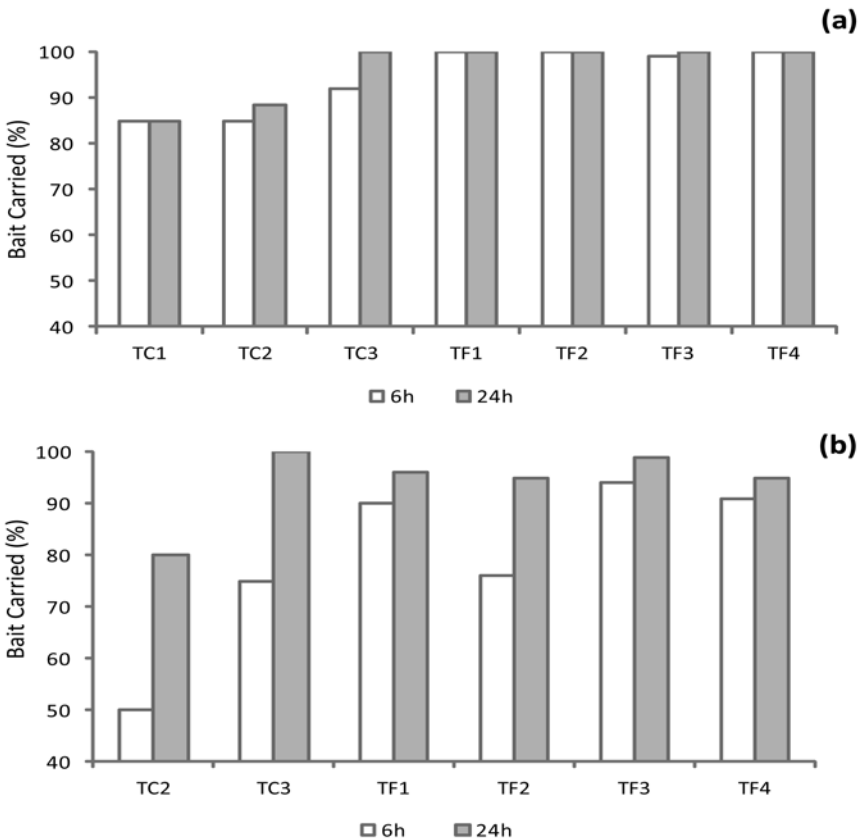 (a)
100
90
80
70
60
50
40
Bait Carried (%)
TC1 TC2 TC3 TF1 TF2 TF3 TF4
6h 24h
(b)
100
90
80
70
60
50
40
Bait Carried (%)
TC2 TC3 TF1 TF2 TF3 TF4
6h 24h